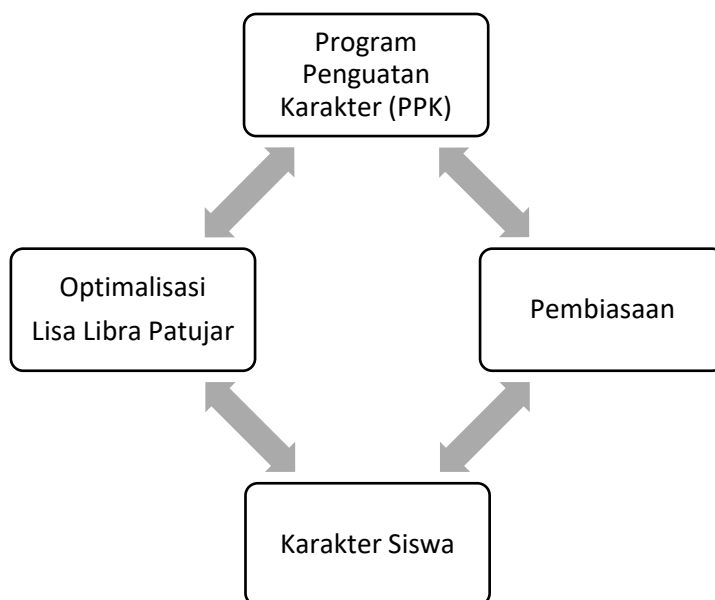 Program
Penguatan
Karakter (PPK)
Optimalisasi
Lisa Libra Patujar
Pembiasaan
Karakter Siswa